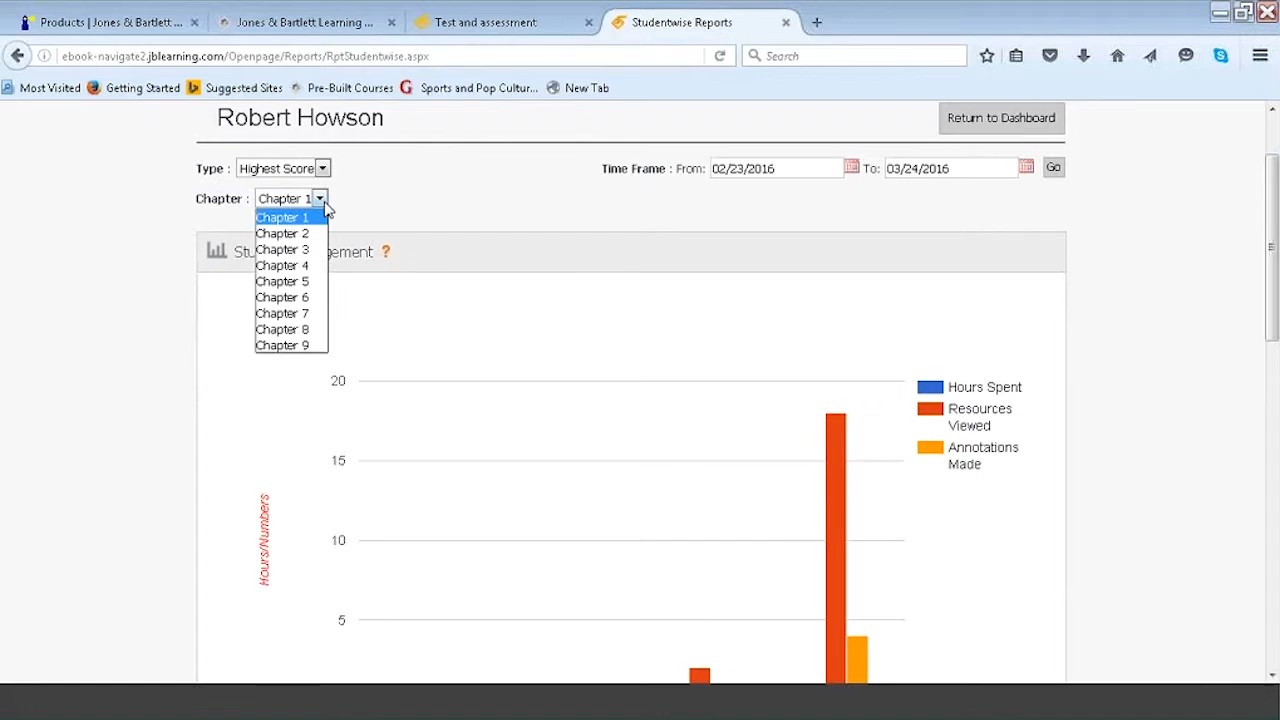 Products | Jones & Bartlett ...
Jones & Bartlett Learning ...
Test and assessment
Studentwise Reports
ebook-navigate2.jblearning.com/Openpage/Reports/RptStudentwise.aspx
Search
Most Visited
Getting Started
Suggested Sites
Pre-Built Courses
Sports and Pop Cultur...
New Tab
Robert Howson
Return to Dashboard
Type : Highest Score
Time Frame : From: 02/23/2016 To: 03/24/2016 Go
Chapter : Chapter 1
Chapter 1
Chapter 2
Chapter 3
Chapter 4
Chapter 5
Chapter 6
Chapter 7
Chapter 8
Chapter 9
?
20
15
10
5
Hours/Numbers
Hours Spent
Resources
Viewed
Annotations
Made